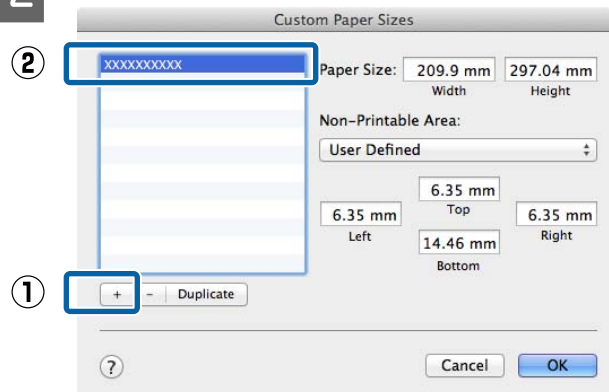 2
Custom Paper Sizes
②
XXXXXXXXXX
Paper Size: 209.9 mm 297.04 mm
Width Height
Non-Printable Area:
User Defined
6.35 mm
Top
6.35 mm 6.35 mm
Left Right
14.46 mm
Bottom
①
+ - Duplicate
? Cancel OK